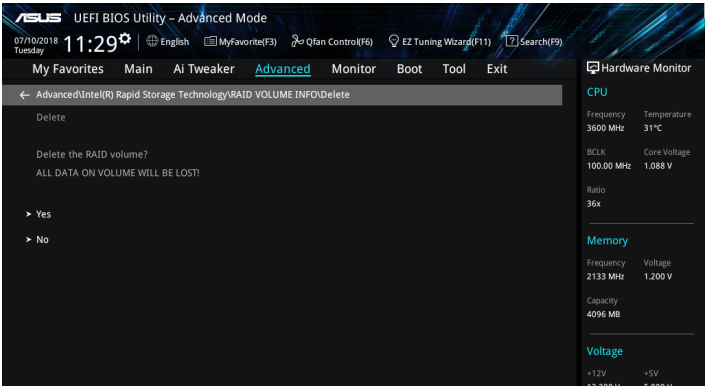 ASUS UEFI BIOS Utility – Advanced Mode
07/10/2018 Tuesday 11:29 English MyFavorite(F3) Qfan Control(F6) EZ Tuning Wizard(F11) ? Search(F9)
My Favorites Main Ai Tweaker Advanced Monitor Boot Tool Exit
Hardware Monitor
← Advanced\Intel(R) Rapid Storage Technology\RAID VOLUME INFO\Delete
Delete
Delete the RAID volume?
ALL DATA ON VOLUME WILL BE LOST!
> Yes
> No
CPU
Frequency Temperature
3600 MHz 31°C
BCLK Core Voltage
100.00 MHz 1.088 V
Ratio
36x
Memory
Frequency Voltage
2133 MHz 1.200 V
Capacity
4096 MB
Voltage
+12V +5V